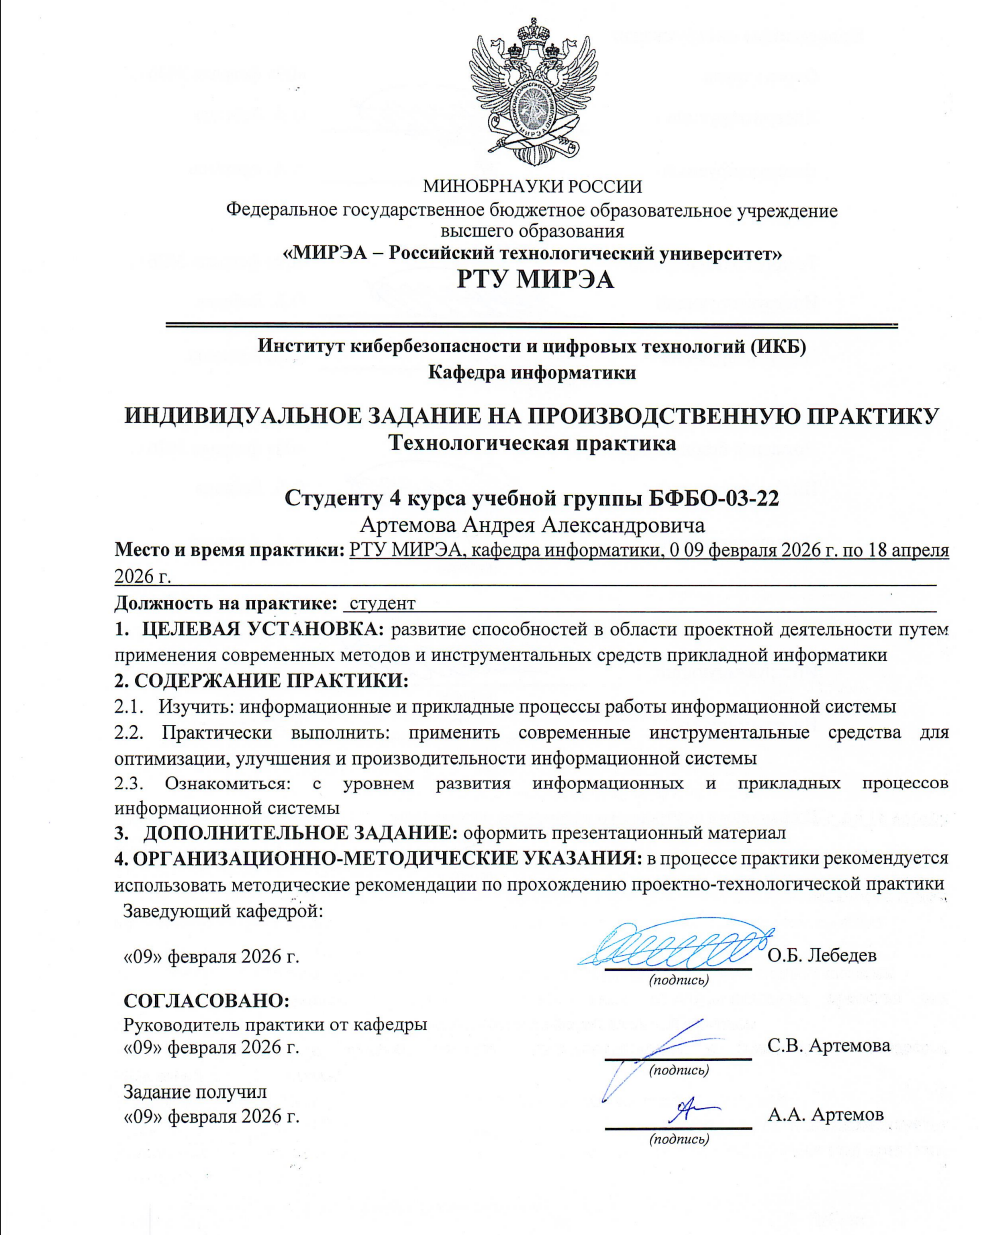 МИНОБРНАУКИ РОССИИ
Федеральное государственное бюджетное образовательное учреждение
высшего образования
«МИРЭА – Российский технологический университет»
РТУ МИРЭА
Институт кибербезопасности и цифровых технологий (ИКБ)
Кафедра информатики
ИНДИВИДУАЛЬНОЕ ЗАДАНИЕ НА ПРОИЗВОДСТВЕННУЮ ПРАКТИКУ
Технологическая практика
Студенту 4 курса учебной группы БФБО-03-22
Артемова Андрея Александровича
Место и время практики: РТУ МИРЭА, кафедра информатики, 0 09 февраля 2026 г. по 18 апреля
2026 г.
Должность на практике: студент
1. ЦЕЛЕВАЯ УСТАНОВКА: развитие способностей в области проектной деятельности путем
применения современных методов и инструментальных средств прикладной информатики
2. СОДЕРЖАНИЕ ПРАКТИКИ:
2.1. Изучить: информационные и прикладные процессы работы информационной системы
2.2. Практически выполнить: применить современные инструментальные средства для
оптимизации, улучшения и производительности информационной системы
2.3. Ознакомиться: с уровнем развития информационных и прикладных процессов
информационной системы
3. ДОПОЛНИТЕЛЬНОЕ ЗАДАНИЕ: оформить презентационный материал
4. ОРГАНИЗАЦИОННО-МЕТОДИЧЕСКИЕ УКАЗАНИЯ: в процессе практики рекомендуется
использовать методические рекомендации по прохождению проектно-технологической практики
Заведующий кафедрой:
«09» февраля 2026 г. О.Б. Лебедев
(подпись)
СОГЛАСОВАНО:
Руководитель практики от кафедры
«09» февраля 2026 г. С.В. Артемова
(подпись)
Задание получил
«09» февраля 2026 г. А.А. Артемов
(подпись)